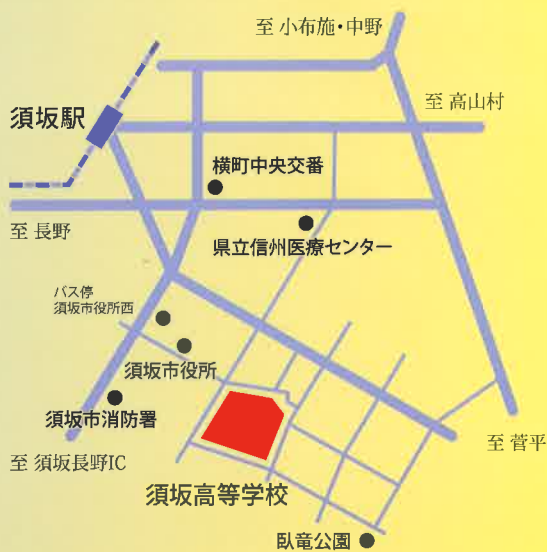 至 小布施・中野
須坂駅
至 高山村
横町中央交番
至 長野
県立信州医療センター
バス停
須坂市役所西
須坂市役所
須坂市消防署
至 菅平
至 須坂長野IC
須坂高等学校
臥竜公園